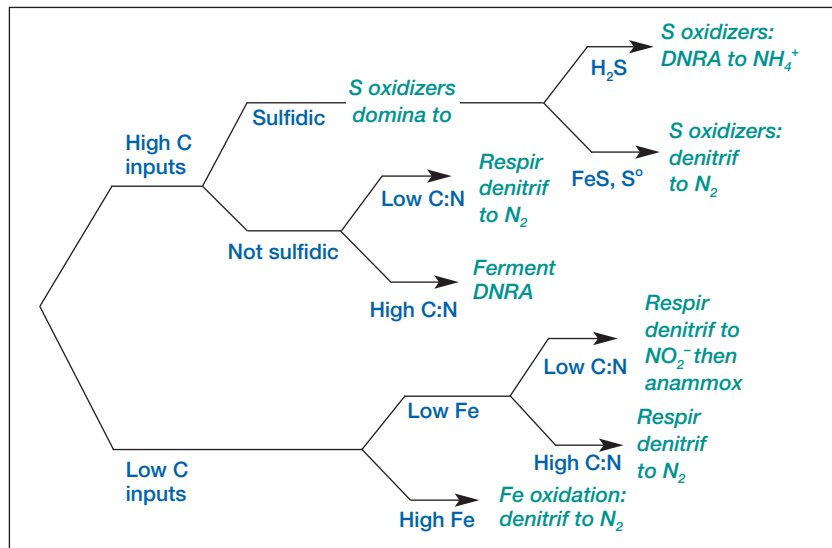 S oxidizers:
DNRA to NH₄⁺
H₂S
Sulfidic
S oxidizers
domina to
High C
inputs
S oxidizers:
denitrif
to N₂
FeS, S°
Respir
denitrif
to N₂
Low C:N
Not sulfidic
Ferment
DNRA
High C:N
Respir
denitrif to
NO₂⁻ then
anammox
Low C:N
Low Fe
Respir
denitrif
to N₂
High C:N
Low C
inputs
High Fe
Fe oxidation:
denitrif to N₂